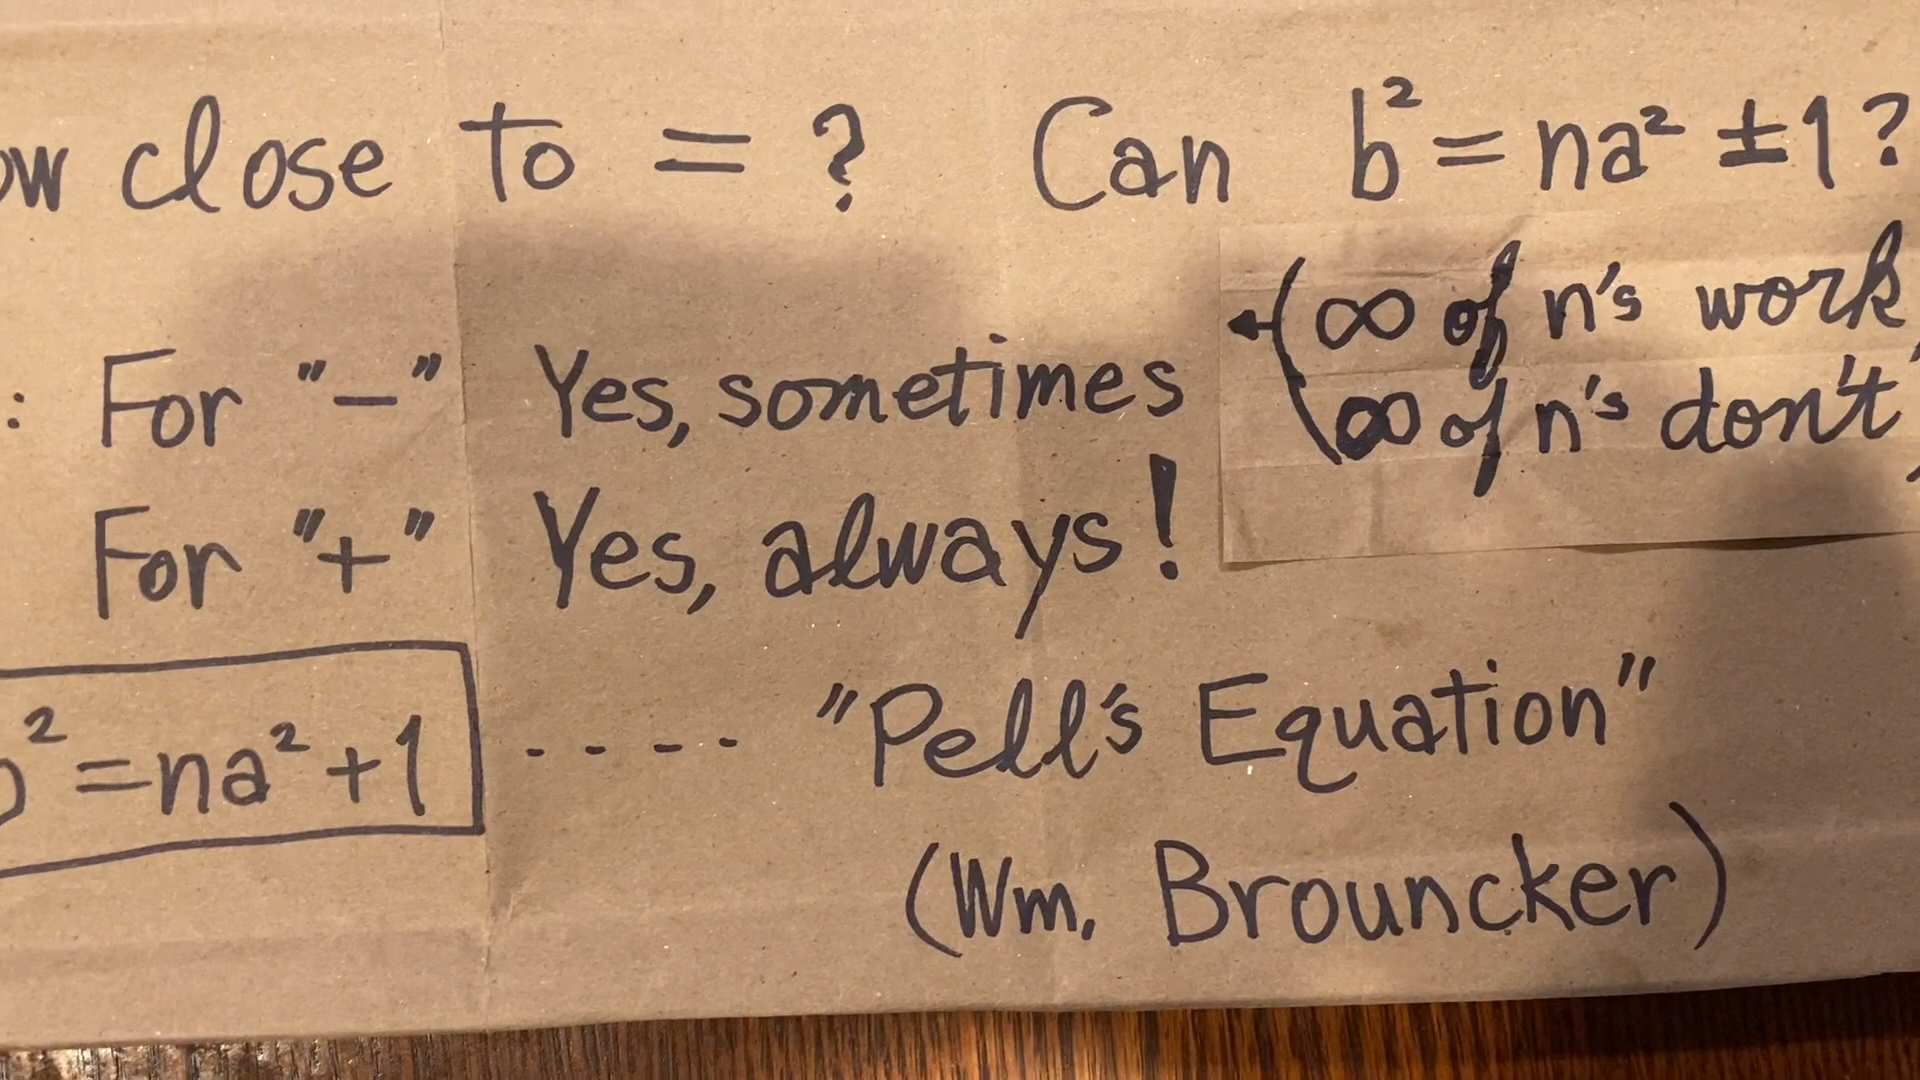 ow close to = ? Can b² = na² ±1?
(∞ of n's work
: For "–" Yes, sometimes
∞ of n's don't)
For "+" Yes, always!
b² = na² + 1 - - - - "Pell's Equation"
(Wm. Brouncker)